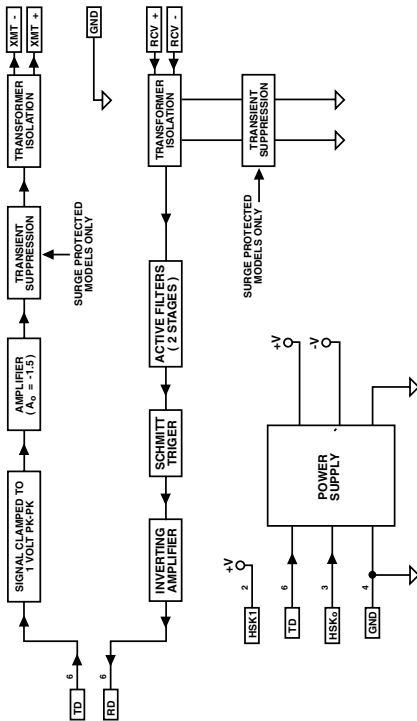 TD
6
SIGNAL CLAMPED TO
1 VOLT PK-PK
AMPLIFIER
( Ao = -1.5)
TRANSIENT
SUPPRESSION
SURGE PROTECTED
MODELS ONLY
TRANSFORMER
ISOLATION
XMT -
XMT +
GND
RD
6
INVERTING
AMPLIFIER
SCHMITT
TRIGER
ACTIVE FILTERS
( 2 STAGES )
TRANSFORMER
ISOLATION
RCV +
RCV -
SURGE PROTECTED
MODELS ONLY
TRANSIENT
SUPPRESSION
HSK1
2
+V
TD
6
HSKo
3
GND
4
POWER
SUPPLY
+V
-V